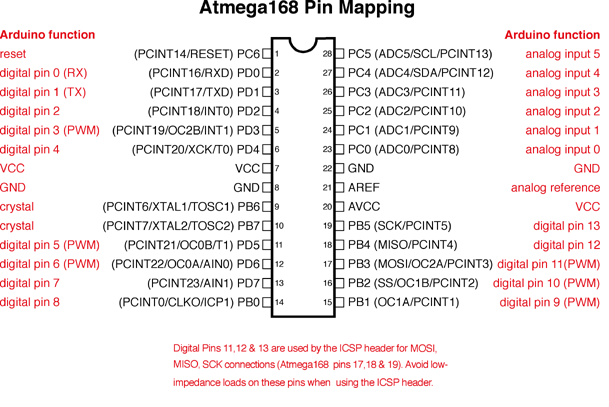 Atmega168 Pin Mapping
Arduino function Arduino function
reset (PCINT14/RESET) PC6 1 28 PC5 (ADC5/SCL/PCINT13) analog input 5
digital pin 0 (RX) (PCINT16/RXD) PD0 2 27 PC4 (ADC4/SDA/PCINT12) analog input 4
digital pin 1 (TX) (PCINT17/TXD) PD1 3 26 PC3 (ADC3/PCINT11) analog input 3
digital pin 2 (PCINT18/INT0) PD2 4 25 PC2 (ADC2/PCINT10) analog input 2
digital pin 3 (PWM) (PCINT19/OC2B/INT1) PD3 5 24 PC1 (ADC1/PCINT9) analog input 1
digital pin 4 (PCINT20/XCK/T0) PD4 6 23 PC0 (ADC0/PCINT8) analog input 0
VCC VCC 7 22 GND GND
GND GND 8 21 AREF analog reference
crystal (PCINT6/XTAL1/TOSC1) PB6 9 20 AVCC VCC
crystal (PCINT7/XTAL2/TOSC2) PB7 10 19 PB5 (SCK/PCINT5) digital pin 13
digital pin 5 (PWM) (PCINT21/OC0B/T1) PD5 11 18 PB4 (MISO/PCINT4) digital pin 12
digital pin 6 (PWM) (PCINT22/OC0A/AIN0) PD6 12 17 PB3 (MOSI/OC2A/PCINT3) digital pin 11(PWM)
digital pin 7 (PCINT23/AIN1) PD7 13 16 PB2 (SS/OC1B/PCINT2) digital pin 10 (PWM)
digital pin 8 (PCINT0/CLKO/ICP1) PB0 14 15 PB1 (OC1A/PCINT1) digital pin 9 (PWM)
Digital Pins 11,12 & 13 are used by the ICSP header for MOSI,
MISO, SCK connections (Atmega168 pins 17,18 & 19). Avoid low-
impedance loads on these pins when using the ICSP header.